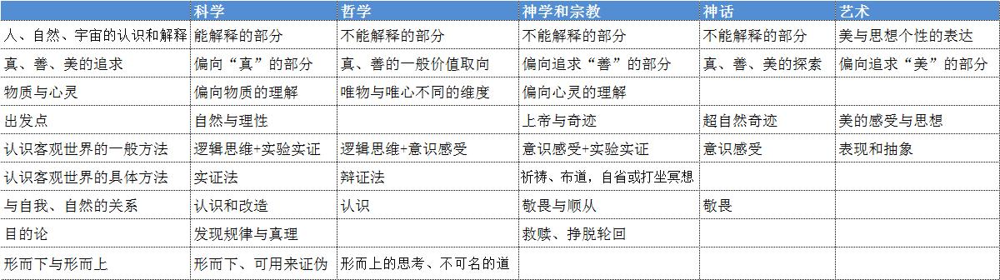 科学 哲学 神学和宗教 神话 艺术
人、自然、宇宙的认识和解释 能解释的部分 不能解释的部分 不能解释的部分 不能解释的部分 美与思想个性的表达
真、善、美的追求 偏向“真”的部分 真、善的一般价值取向 偏向追求“善”的部分 真、善、美的探索 偏向追求“美”的部分
物质与心灵 偏向物质的理解 唯物与唯心不同的维度 偏向心灵的理解
出发点 自然与理性 上帝与奇迹 超自然奇迹 美的感受与思想
认识客观世界的一般方法 逻辑思维+实验实证 逻辑思维+意识感受 意识感受+实验实证 意识感受 表现和抽象
认识客观世界的具体方法 实证法 辩证法 祈祷、布道，自省或打坐冥想
与自我、自然的关系 认识和改造 认识 敬畏与顺从 敬畏
目的论 发现规律与真理 救赎、挣脱轮回
形而下与形而上 形而下、可用来证伪 形而上的思考、不可名的道